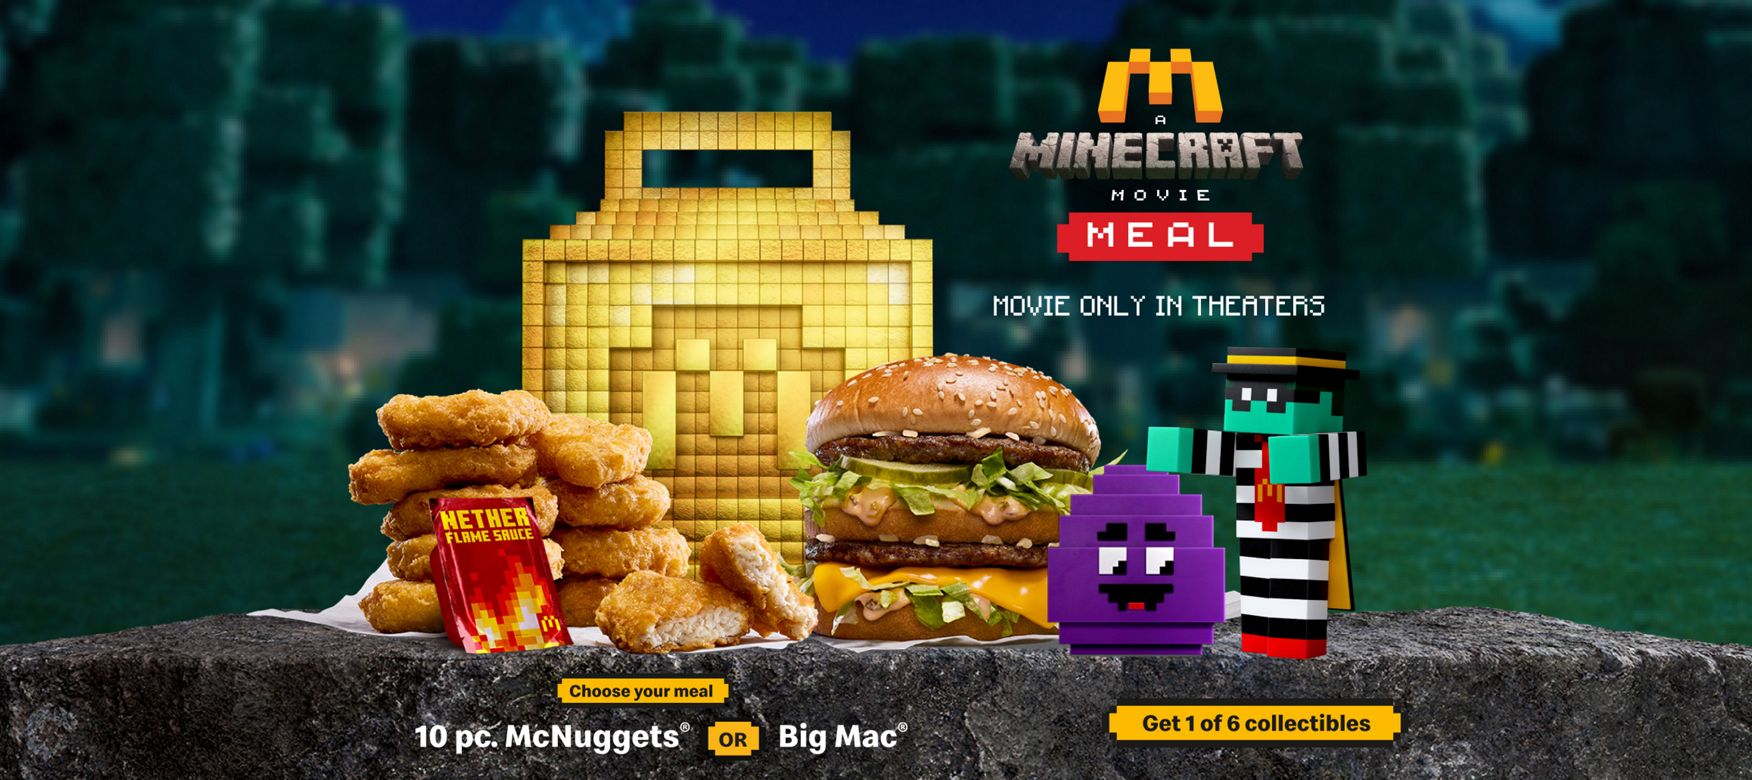 A
MINECRAFT
MOVIE
MEAL
MOVIE ONLY IN THEATERS
NETHER
FLAME SAUCE
Choose your meal
10 pc. McNuggets® OR Big Mac®
Get 1 of 6 collectibles